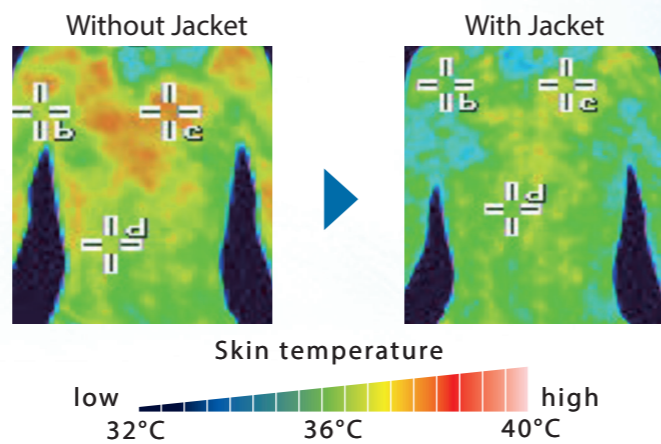 Without Jacket
With Jacket
b
c
d
b
c
d
Skin temperature
low
high
32°C
36°C
40°C